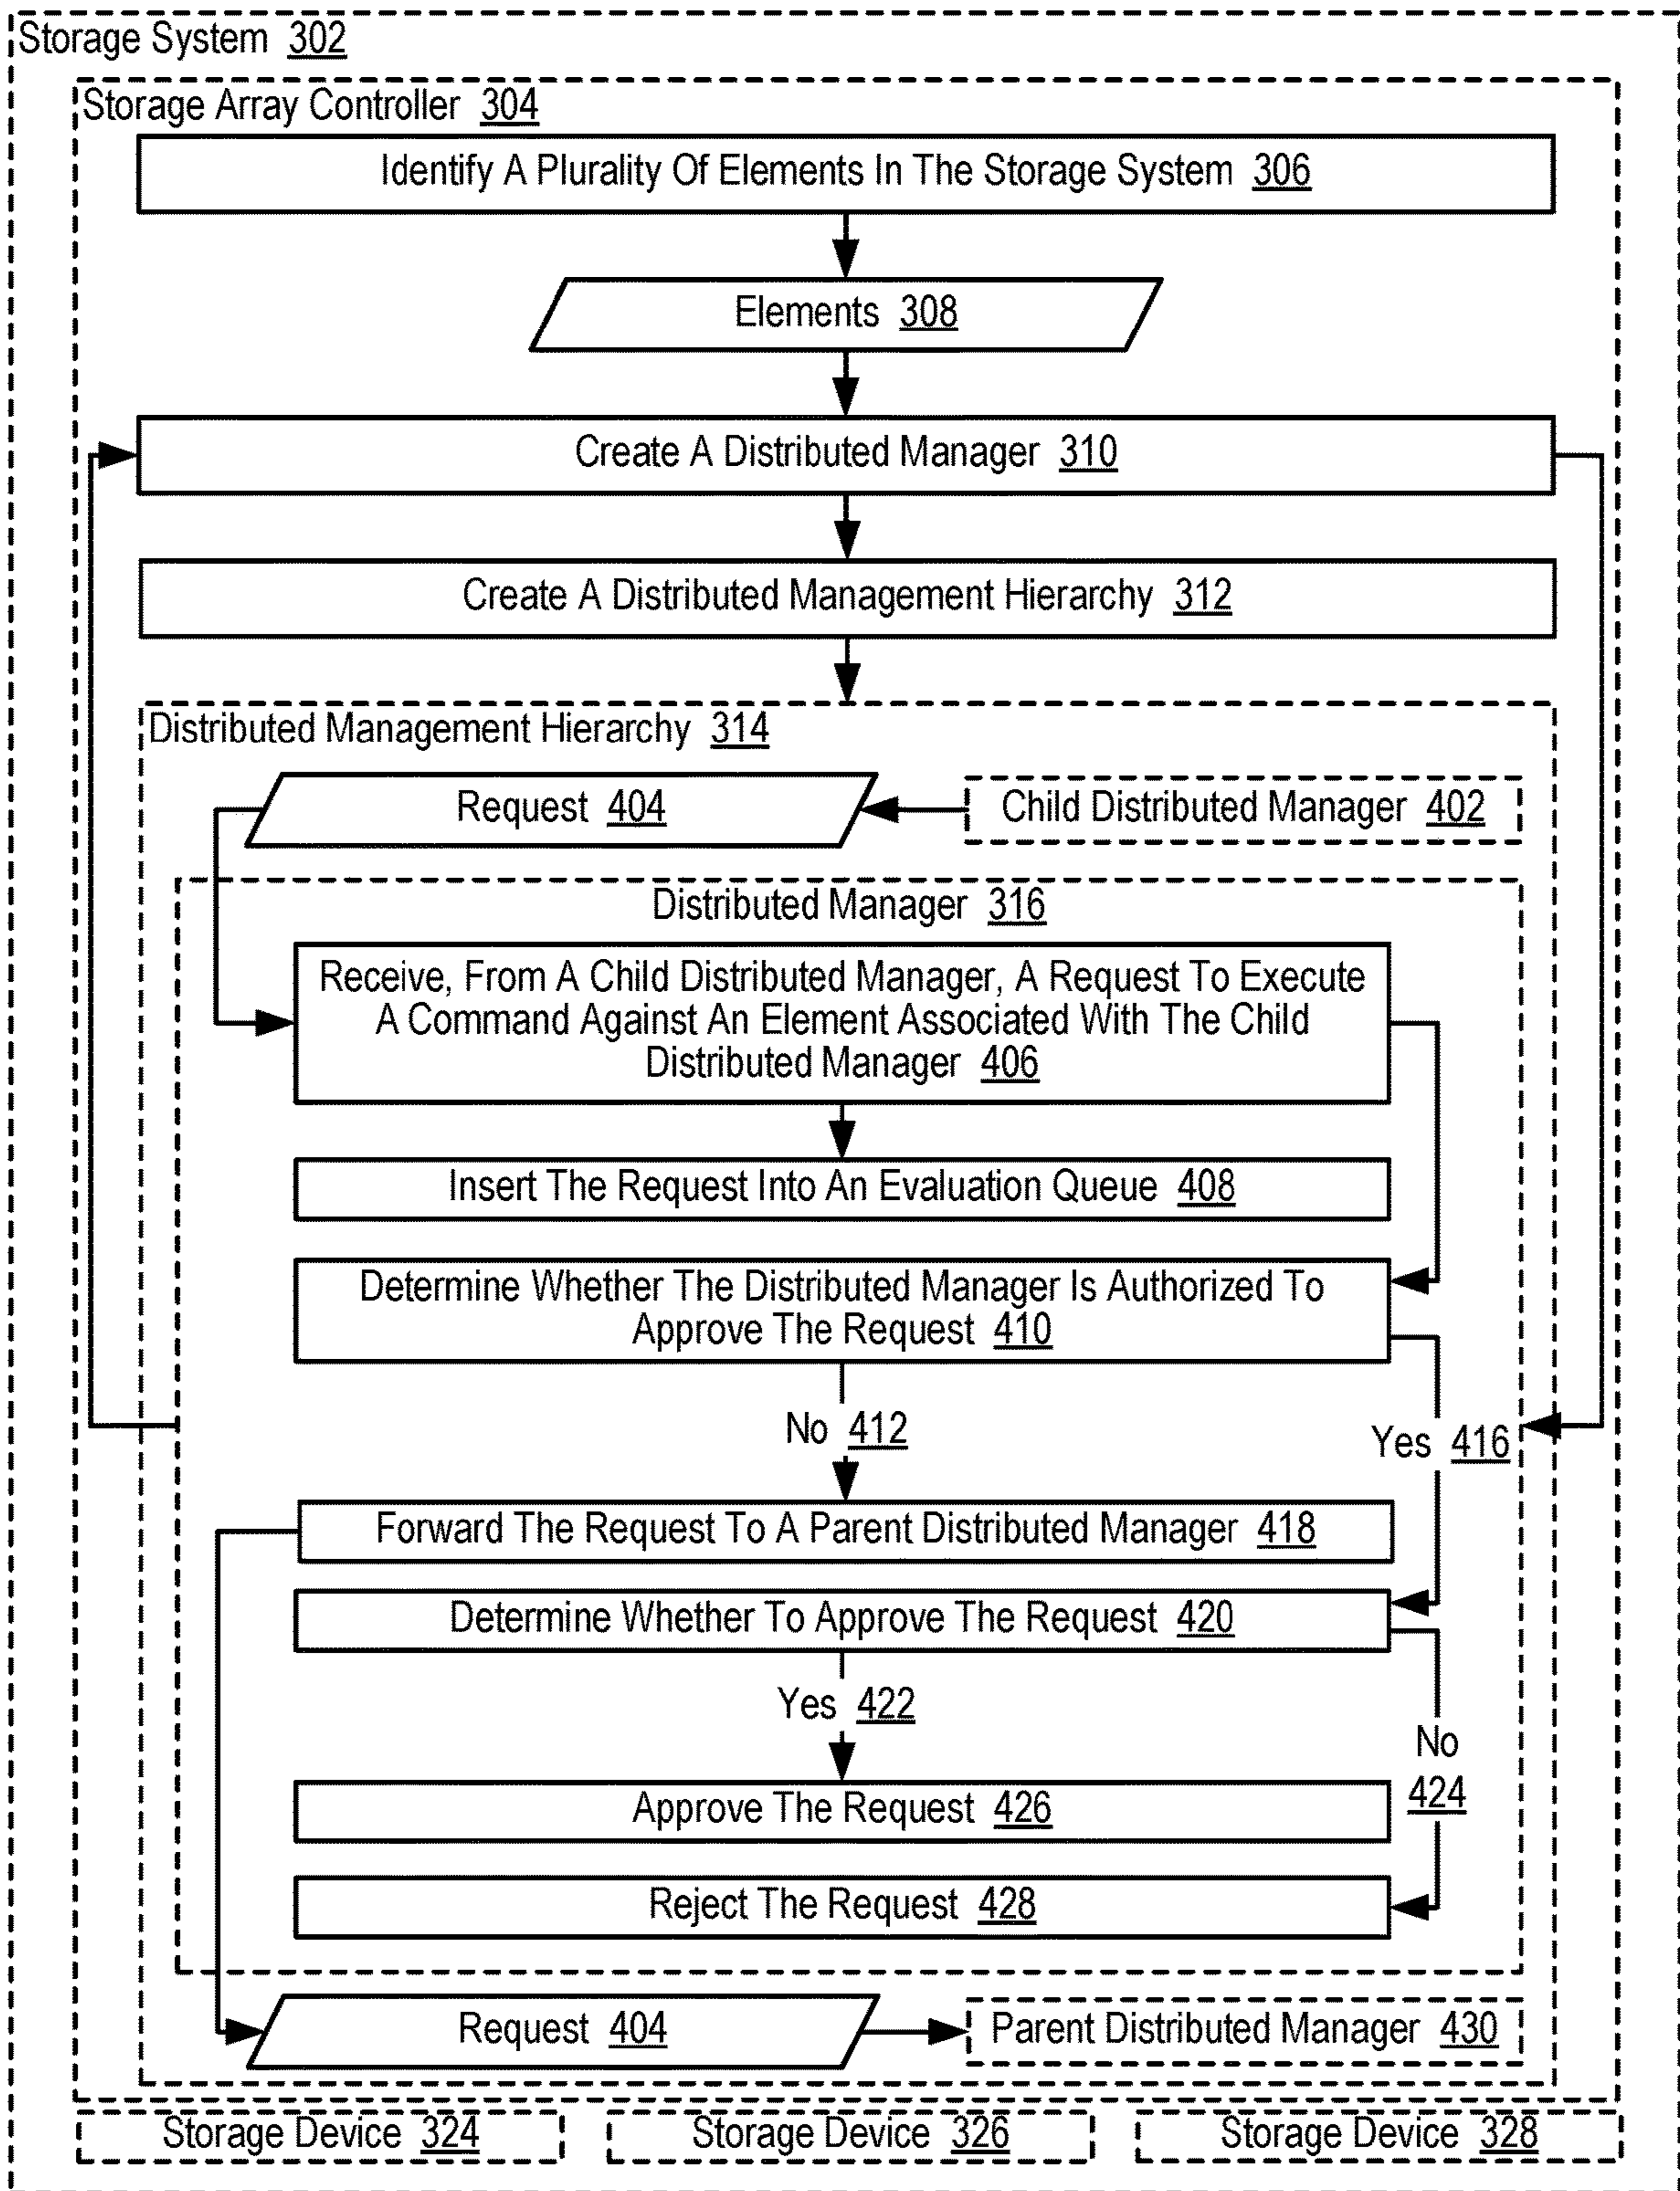 Storage System 302
Storage Array Controller 304
Identify A Plurality Of Elements In The Storage System 306
Elements 308
Create A Distributed Manager 310
Create A Distributed Management Hierarchy 312
Distributed Management Hierarchy 314
Request 404
Child Distributed Manager 402
Distributed Manager 316
Receive, From A Child Distributed Manager, A Request To Execute
A Command Against An Element Associated With The Child
Distributed Manager 406
Insert The Request Into An Evaluation Queue 408
Determine Whether The Distributed Manager Is Authorized To
Approve The Request 410
No 412
Yes 416
Forward The Request To A Parent Distributed Manager 418
Determine Whether To Approve The Request 420
Yes 422
No
424
Approve The Request 426
Reject The Request 428
Request 404
Parent Distributed Manager 430
Storage Device 324
Storage Device 326
Storage Device 328